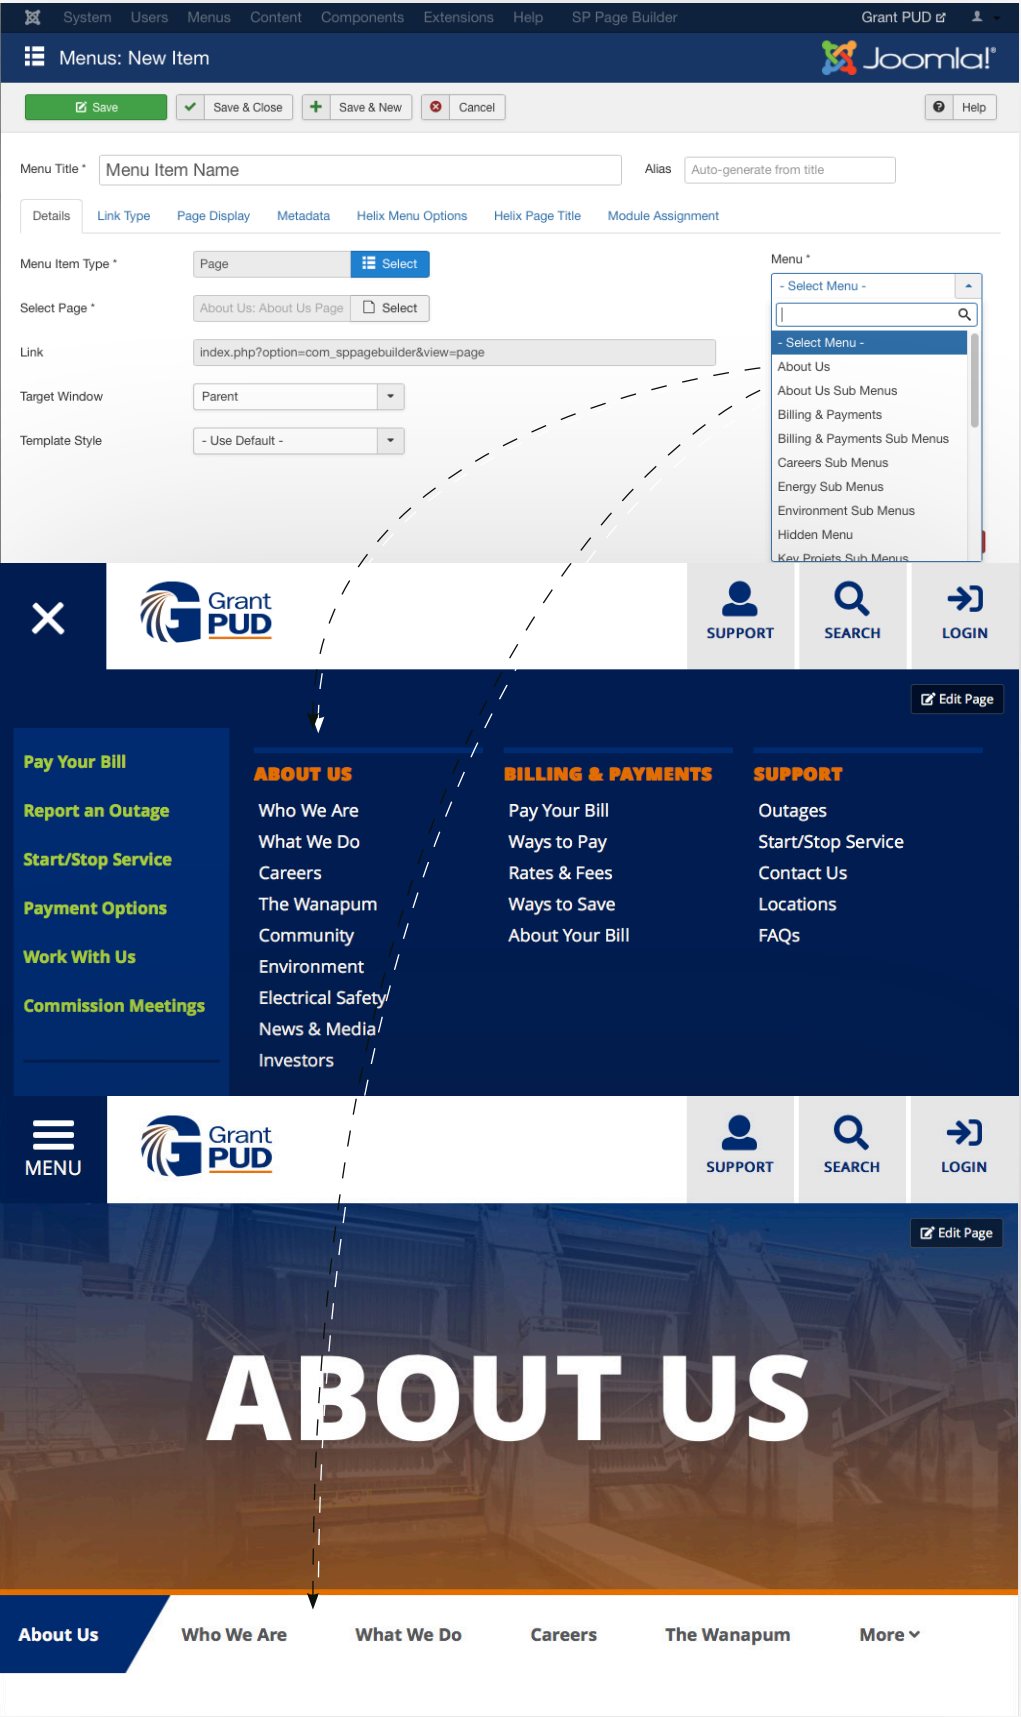 System Users Menus Content Components Extensions Help SP Page Builder Grant PUD
Menus: New Item Joomla!®
Save Save & Close Save & New Cancel Help
Menu Title * Menu Item Name Alias Auto-generate from title
Details Link Type Page Display Metadata Helix Menu Options Helix Page Title Module Assignment
Menu Item Type * Page Select
Menu *
- Select Menu -
Select Page * About Us: About Us Page Select
Link index.php?option=com_sppagebuilder&view=page
Target Window Parent
Template Style - Use Default -
- Select Menu -
About Us
About Us Sub Menus
Billing & Payments
Billing & Payments Sub Menus
Careers Sub Menus
Energy Sub Menus
Environment Sub Menus
Hidden Menu
Key Projets Sub Menus
Grant
PUD
SUPPORT SEARCH LOGIN
Edit Page
Pay Your Bill
Report an Outage
Start/Stop Service
Payment Options
Work With Us
Commission Meetings
ABOUT US
Who We Are
What We Do
Careers
The Wanapum
Community
Environment
Electrical Safety
News & Media
Investors
BILLING & PAYMENTS
Pay Your Bill
Ways to Pay
Rates & Fees
Ways to Save
About Your Bill
SUPPORT
Outages
Start/Stop Service
Contact Us
Locations
FAQs
MENU
Grant
PUD
SUPPORT SEARCH LOGIN
Edit Page
ABOUT US
About Us Who We Are What We Do Careers The Wanapum More